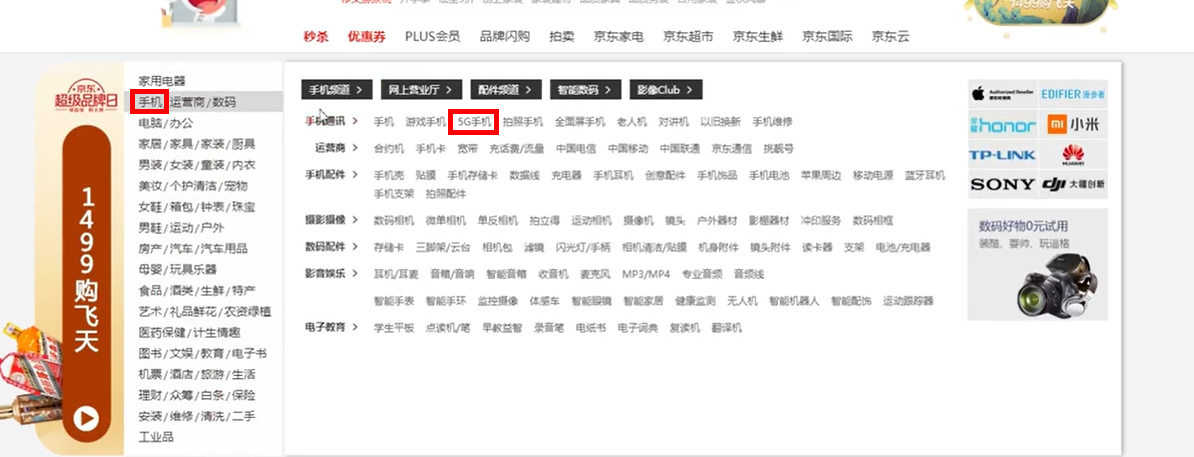 1499购飞天
秒杀 优惠券 PLUS会员 品牌闪购 拍卖 京东家电 京东超市 京东生鲜 京东国际 京东云
京东
超级品牌日
1499购飞天
家用电器
手机/运营商/数码
电脑/办公
家居/家具/家装/厨具
男装/女装/童装/内衣
美妆/个护清洁/宠物
女鞋/箱包/钟表/珠宝
男鞋/运动/户外
房产/汽车/汽车用品
母婴/玩具乐器
食品/酒类/生鲜/特产
艺术/礼品鲜花/农资绿植
医药保健/计生情趣
图书/文娱/教育/电子书
机票/酒店/旅游/生活
理财/众筹/白条/保险
安装/维修/清洗/二手
工业品
手机频道 > 网上营业厅 > 配件频道 > 智能数码 > 影像Club >
手机通讯 > 手机 游戏手机 5G手机 拍照手机 全面屏手机 老人机 对讲机 以旧换新 手机维修
运营商 > 合约机 手机卡 宽带 充话费/流量 中国电信 中国移动 中国联通 京东通信 挑靓号
手机配件 > 手机壳 贴膜 手机存储卡 数据线 充电器 手机耳机 创意配件 手机饰品 手机电池 苹果周边 移动电源 蓝牙耳机
手机支架 拍照配件
摄影摄像 > 数码相机 微单相机 单反相机 拍立得 运动相机 摄像机 镜头 户外器材 影棚器材 冲印服务 数码相框
数码配件 > 存储卡 三脚架/云台 相机包 滤镜 闪光灯/手柄 相机清洁/贴膜 机身附件 镜头附件 读卡器 支架 电池/充电器
影音娱乐 > 耳机/耳麦 音箱/音响 智能音箱 收音机 麦克风 MP3/MP4 专业音频 音频线
智能手表 智能手环 监控摄像 体感车 智能眼镜 智能家居 健康监测 无人机 智能机器人 智能配饰 运动跟踪器
电子教育 > 学生平板 点读机/笔 早教益智 录音笔 电纸书 电子词典 复读机 翻译机
Authorized Reseller
EDIFIER漫步者
荣耀honor
小米
TP-LINK
HUAWEI
SONY
dji 大疆创新
数码好物0元试用
装酷、耍帅、玩逼格